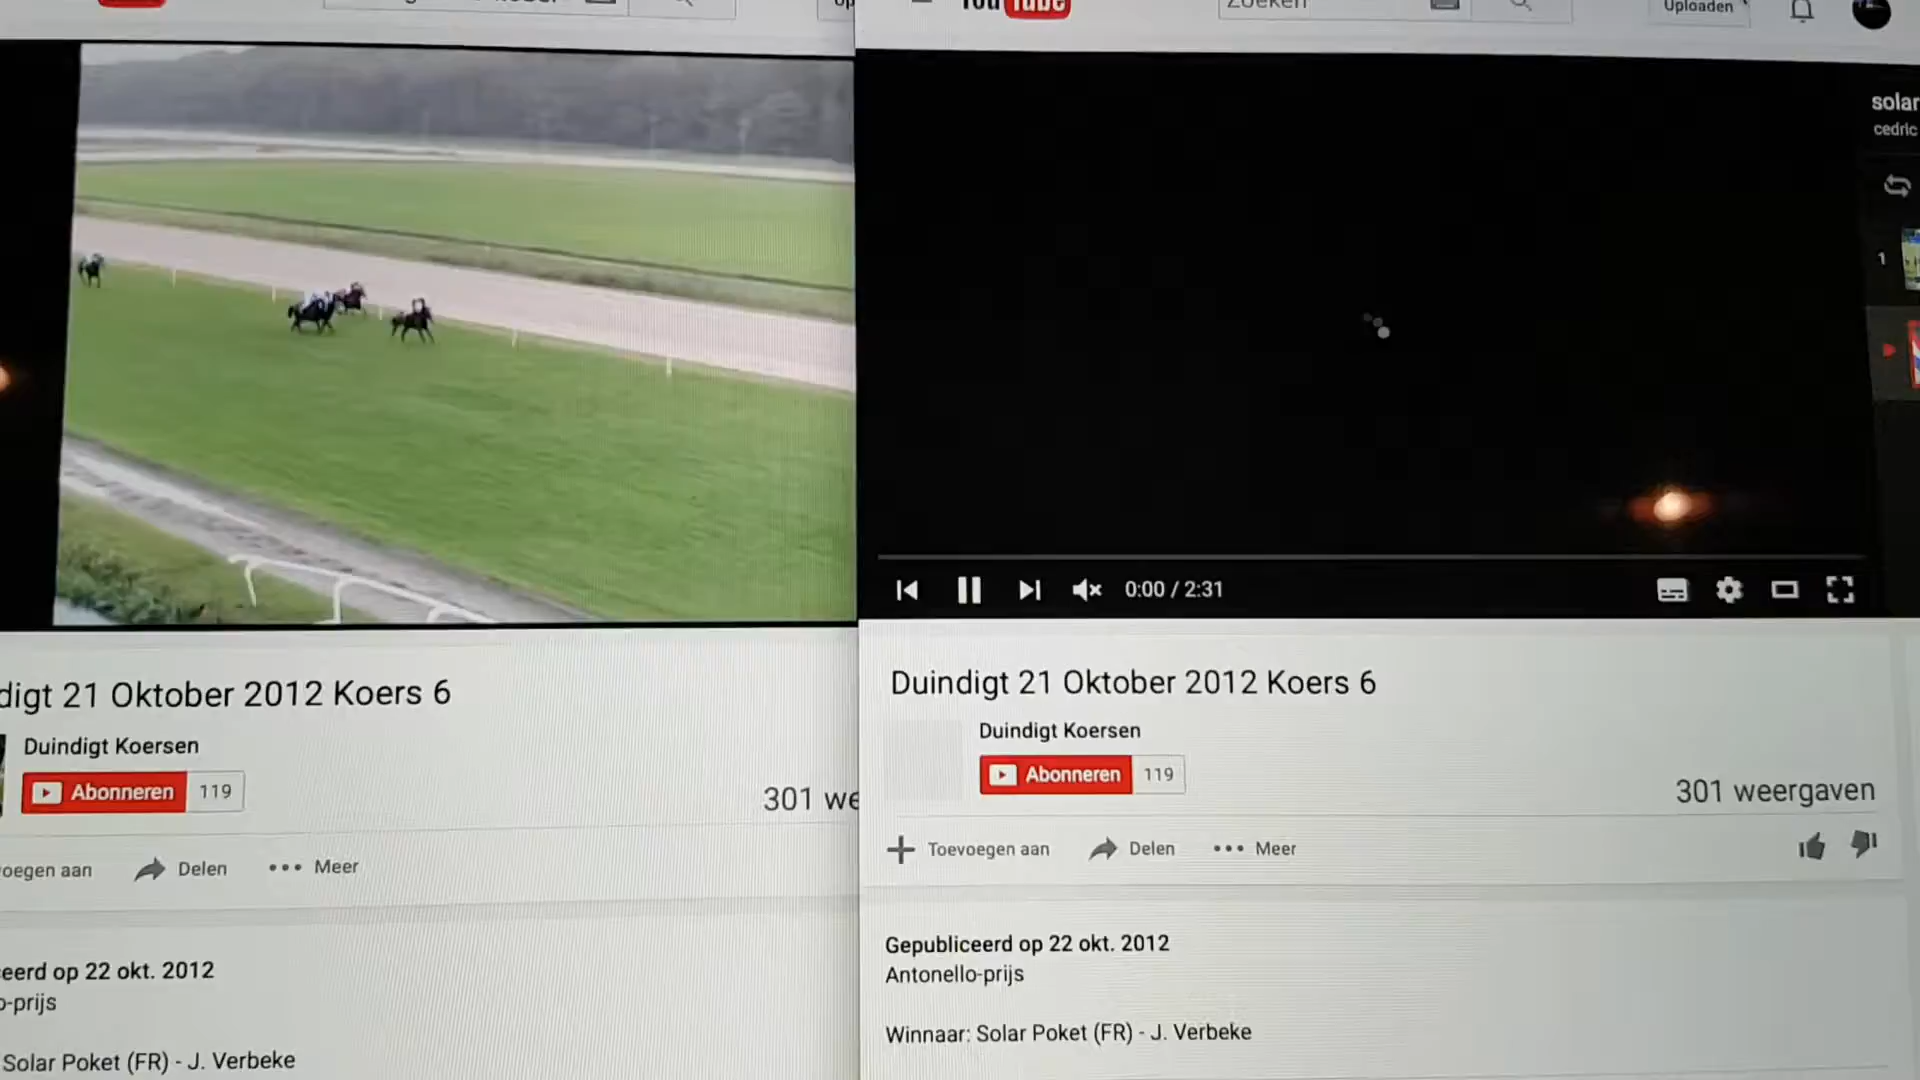 YouTube
Zoeken
Uploaden
solar
cedric
1
0:00 / 2:31
digt 21 Oktober 2012 Koers 6
Duindigt Koersen
Abonneren 119
301 we
oegen aan Delen Meer
eerd op 22 okt. 2012
o-prijs
Solar Poket (FR) - J. Verbeke
Duindigt 21 Oktober 2012 Koers 6
Duindigt Koersen
Abonneren 119
301 weergaven
Toevoegen aan Delen Meer
Gepubliceerd op 22 okt. 2012
Antonello-prijs
Winnaar: Solar Poket (FR) - J. Verbeke